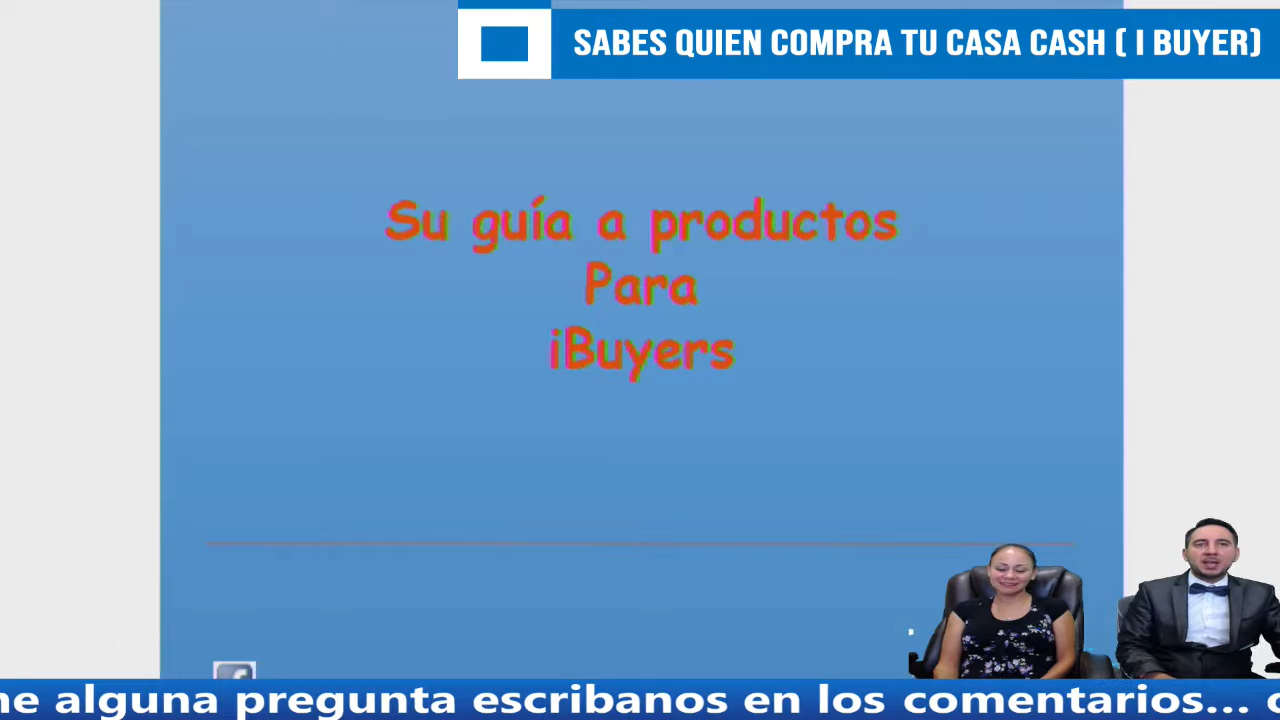 SABES QUIEN COMPRA TU CASA CASH ( I BUYER)
Su guía a productos
Para
iBuyers
ne alguna pregunta escribanos en los comentarios...